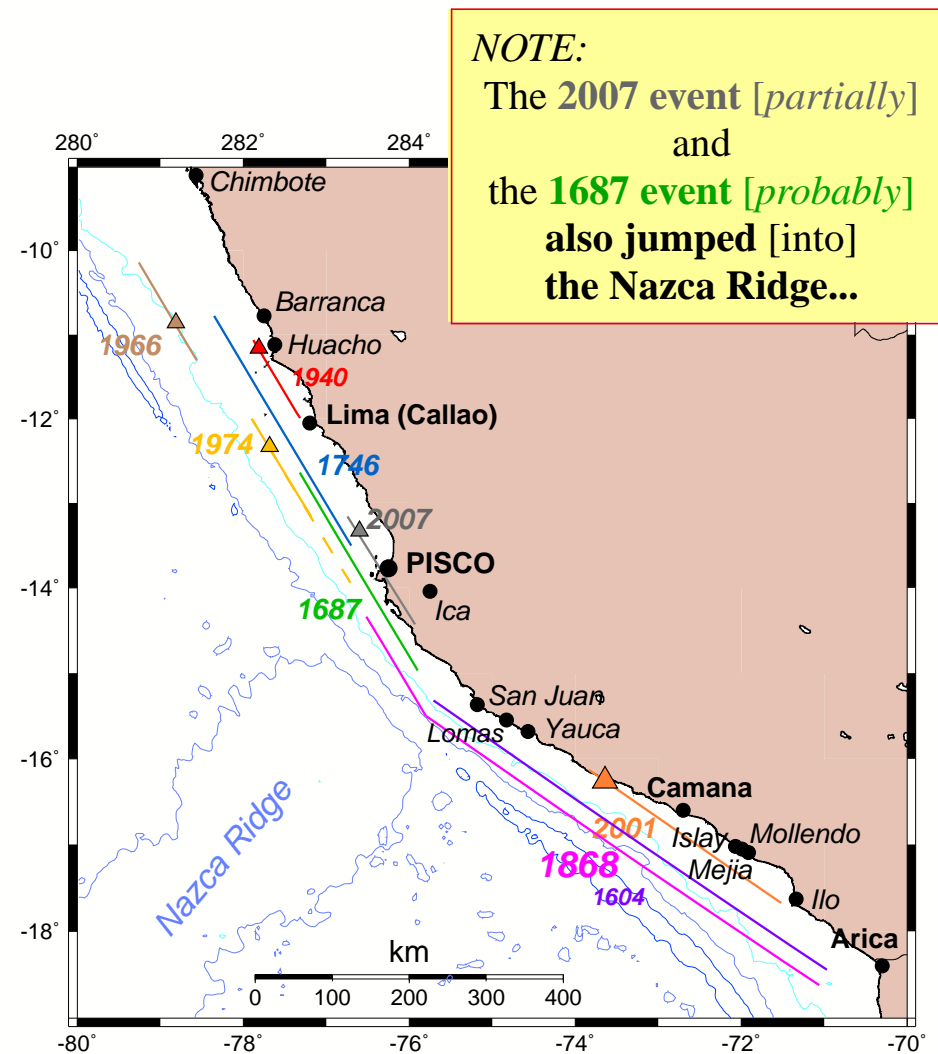 NOTE:
The 2007 event [partially]
and
the 1687 event [probably]
also jumped [into]
the Nazca Ridge...
280˚ 282˚ 284˚
Chimbote
-10˚
Barranca
Huacho
1966
1940
-12˚
Lima (Callao)
1974
1746
2007
PISCO
-14˚
1687
Ica
San Juan
Lomas
Yauca
-16˚
Camana
2001
Islay
Mollendo
Mejia
1868
1604
Ilo
Nazca Ridge
-18˚
Arica
km
0 100 200 300 400
-80˚ -78˚ -76˚ -74˚ -72˚ -70˚